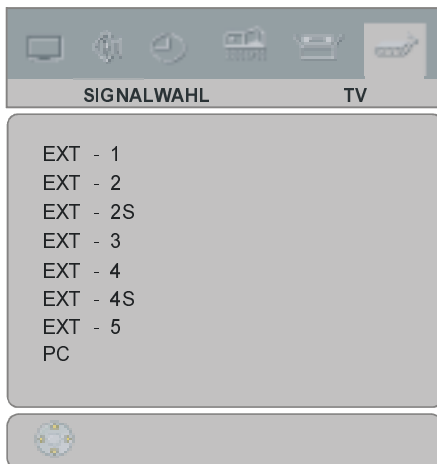 SIGNALWAHL TV
EXT - 1
EXT - 2
EXT - 2S
EXT - 3
EXT - 4
EXT - 4S
EXT - 5
PC